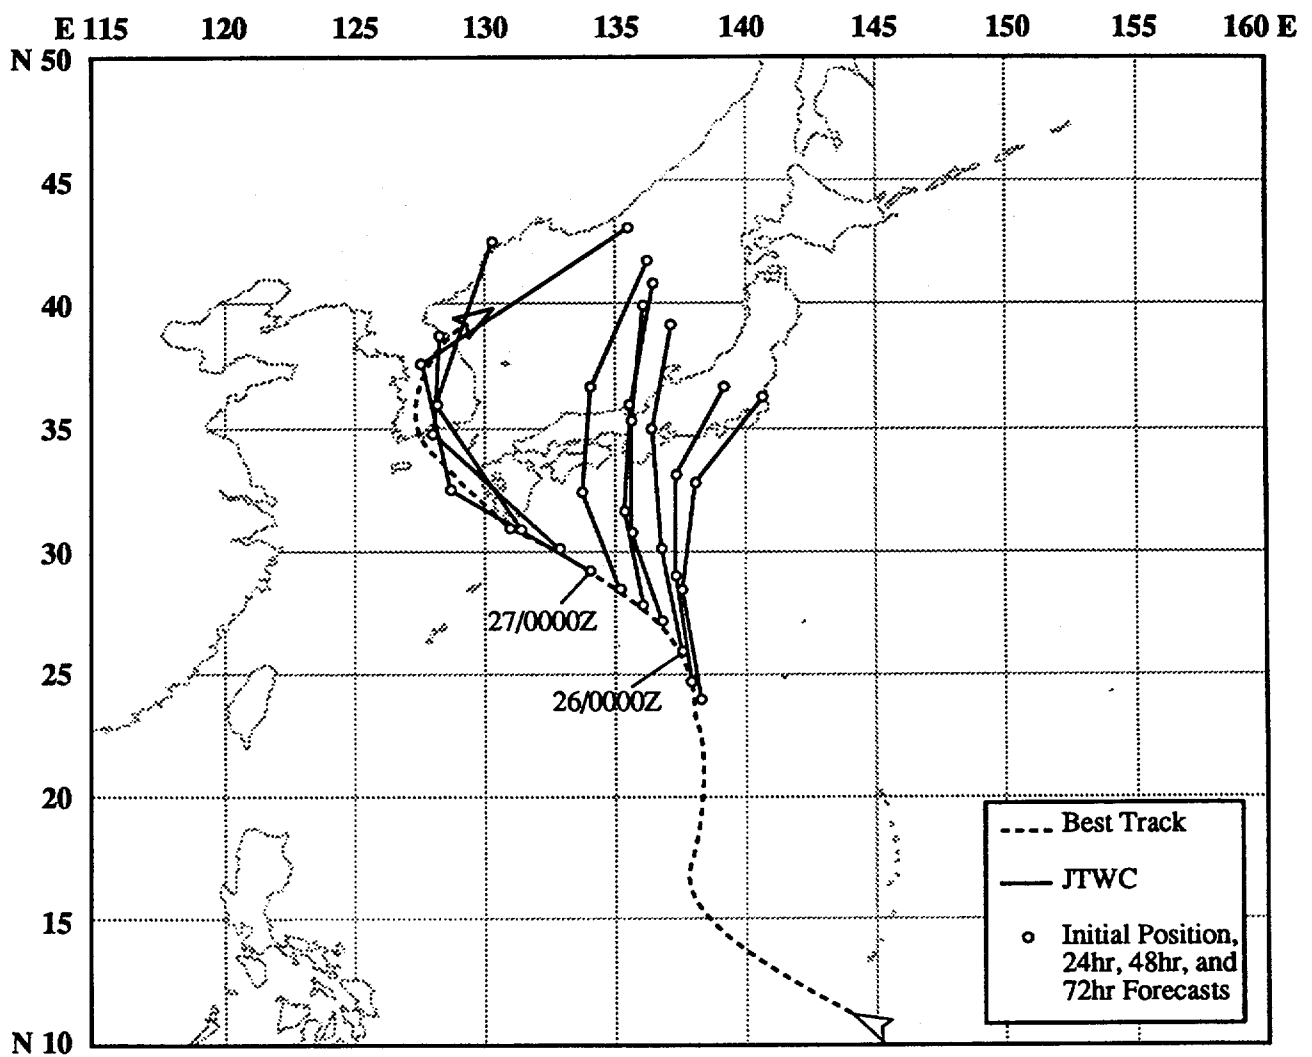 E 115 120 125 130 135 140 145 150 155 160 E
N 50
45
40
35
30
27/0000Z
25
26/0000Z
20
Best Track
JTWC
15
Initial Position,
24hr, 48hr, and
72hr Forecasts
N 10